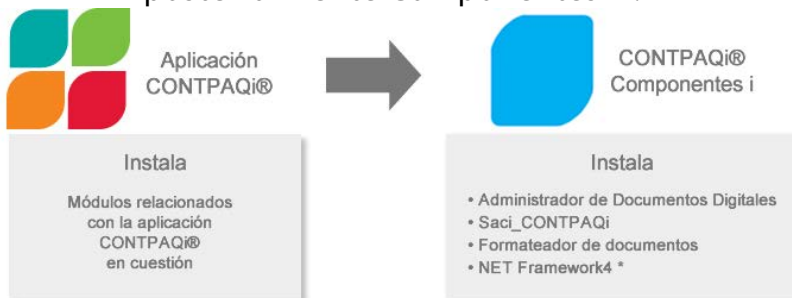 Aplicación
CONTPAQi®
CONTPAQi®
Componentes i
Instala
Módulos relacionados
con la aplicación
CONTPAQi®
en cuestión
Instala
• Administrador de Documentos Digitales
• Saci_CONTPAQi
• Formateador de documentos
• NET Framework4 *